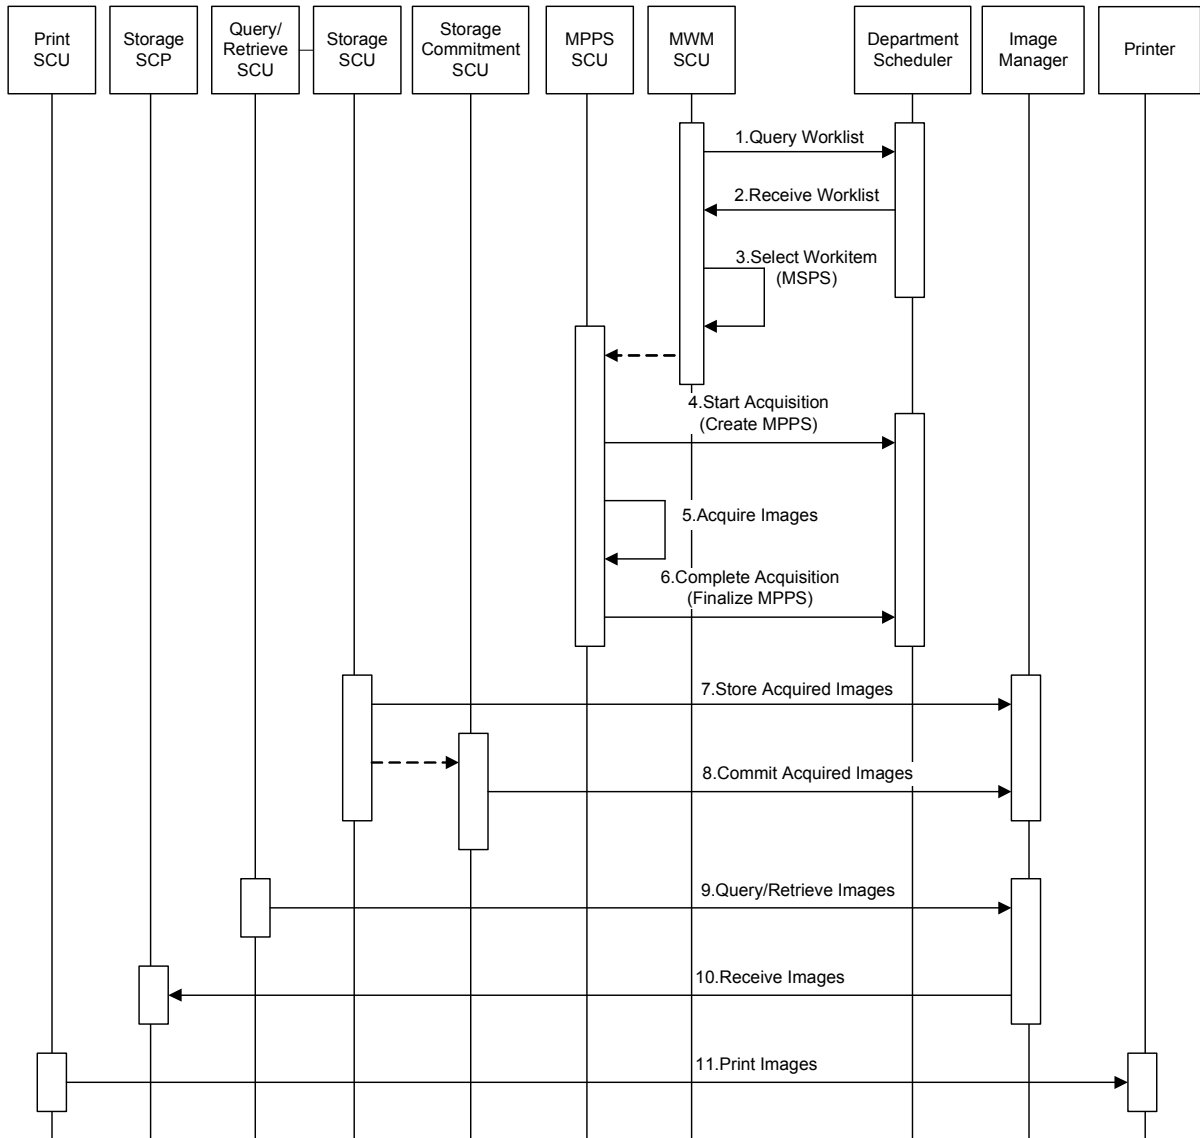 Print
SCU
Storage
SCP
Query/
Retrieve
SCU
Storage
SCU
Storage
Commitment
SCU
MPPS
SCU
MWM
SCU
Department
Scheduler
Image
Manager
Printer
1.Query Worklist
2.Receive Worklist
3.Select Workitem
(MSPS)
4.Start Acquisition
(Create MPPS)
5.Acquire Images
6.Complete Acquisition
(Finalize MPPS)
7.Store Acquired Images
8.Commit Acquired Images
9.Query/Retrieve Images
10.Receive Images
11.Print Images